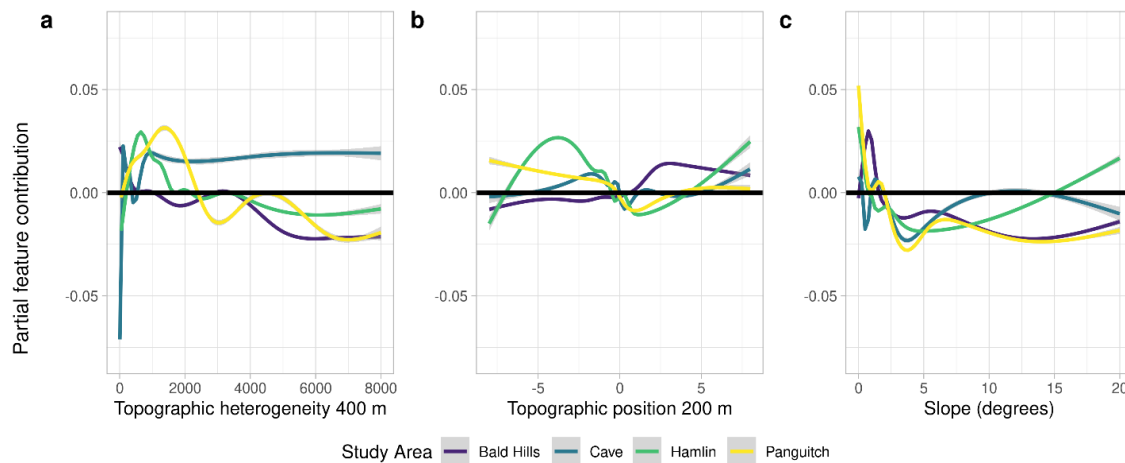 a
b
c
Partial feature contribution
0.05
0.00
-0.05
0
2000
4000
6000
8000
Topographic heterogeneity 400 m
0.05
0.00
-0.05
-5
0
5
Topographic position 200 m
0.05
0.00
-0.05
0
5
10
15
20
Slope (degrees)
Study Area Bald Hills Cave Hamlin Panguitch